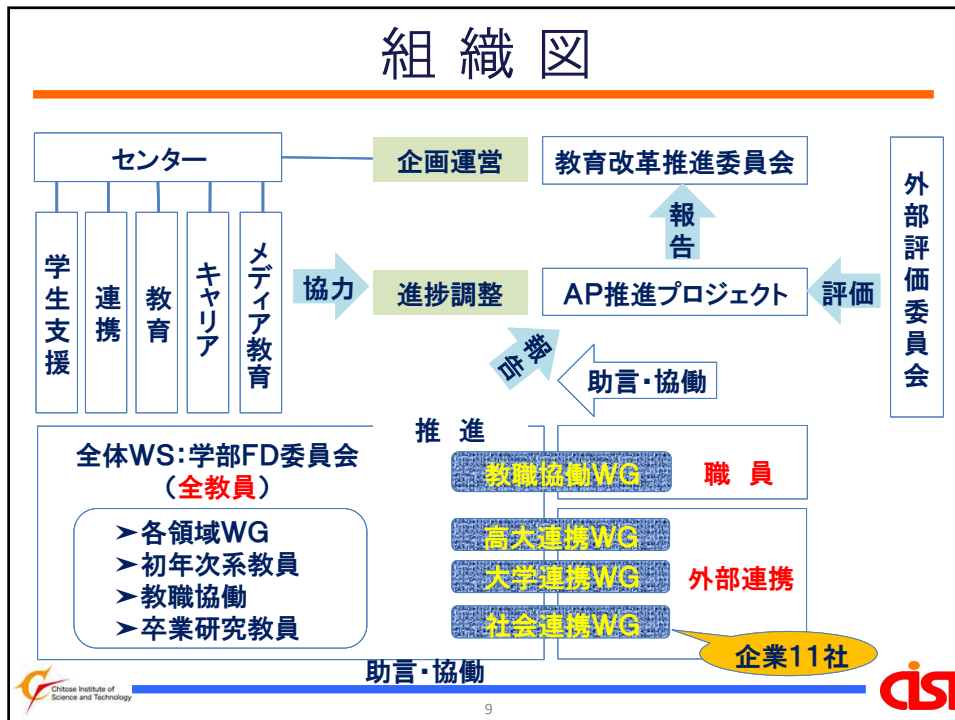 組織図
センター
企画運営
教育改革推進委員会
外部評価委員会
学生支援
連携
教育
キャリア
メディア教育
協力
進捗調整
報告
AP推進プロジェクト
評価
報告
助言・協働
推 進
全体WS:学部FD委員会
(全教員)
➤各領域WG
➤初年次系教員
➤教職協働
➤卒業研究教員
教職協働WG
職 員
高大連携WG
大学連携WG
社会連携WG
外部連携
企業11社
助言・協働
Chitose Institute of
Science and Technology
9
CIST